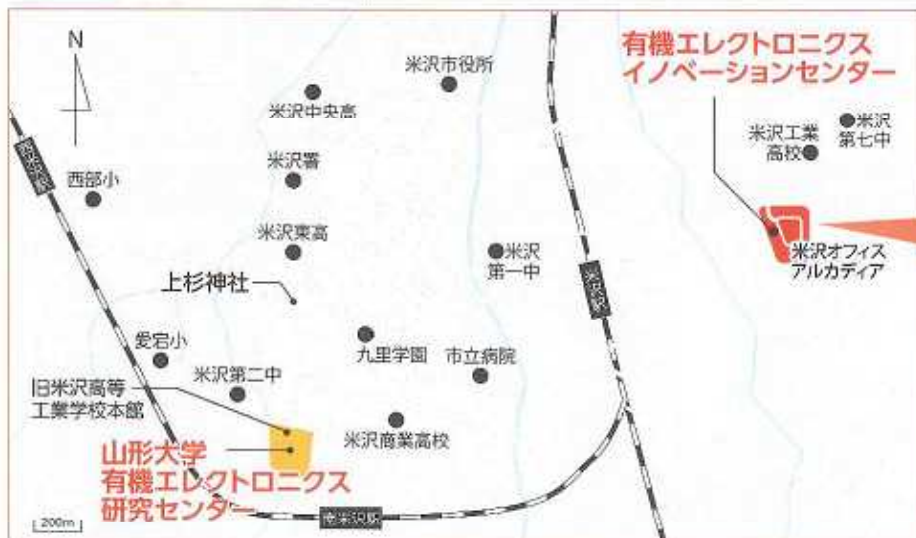 N
有機エレクトロニクス
イノベーションセンター
米沢市役所
米沢中央高
米沢工業
高校
米沢
第七中
西米沢駅
西部小
米沢署
米沢東高
米沢
第一中
米沢オフィス
アルカディア
上杉神社
米沢駅
愛宕小
九里学園
市立病院
旧米沢高等
工業学校本館
米沢第二中
米沢商業高校
山形大学
有機エレクトロニクス
研究センター
南米沢駅
200m